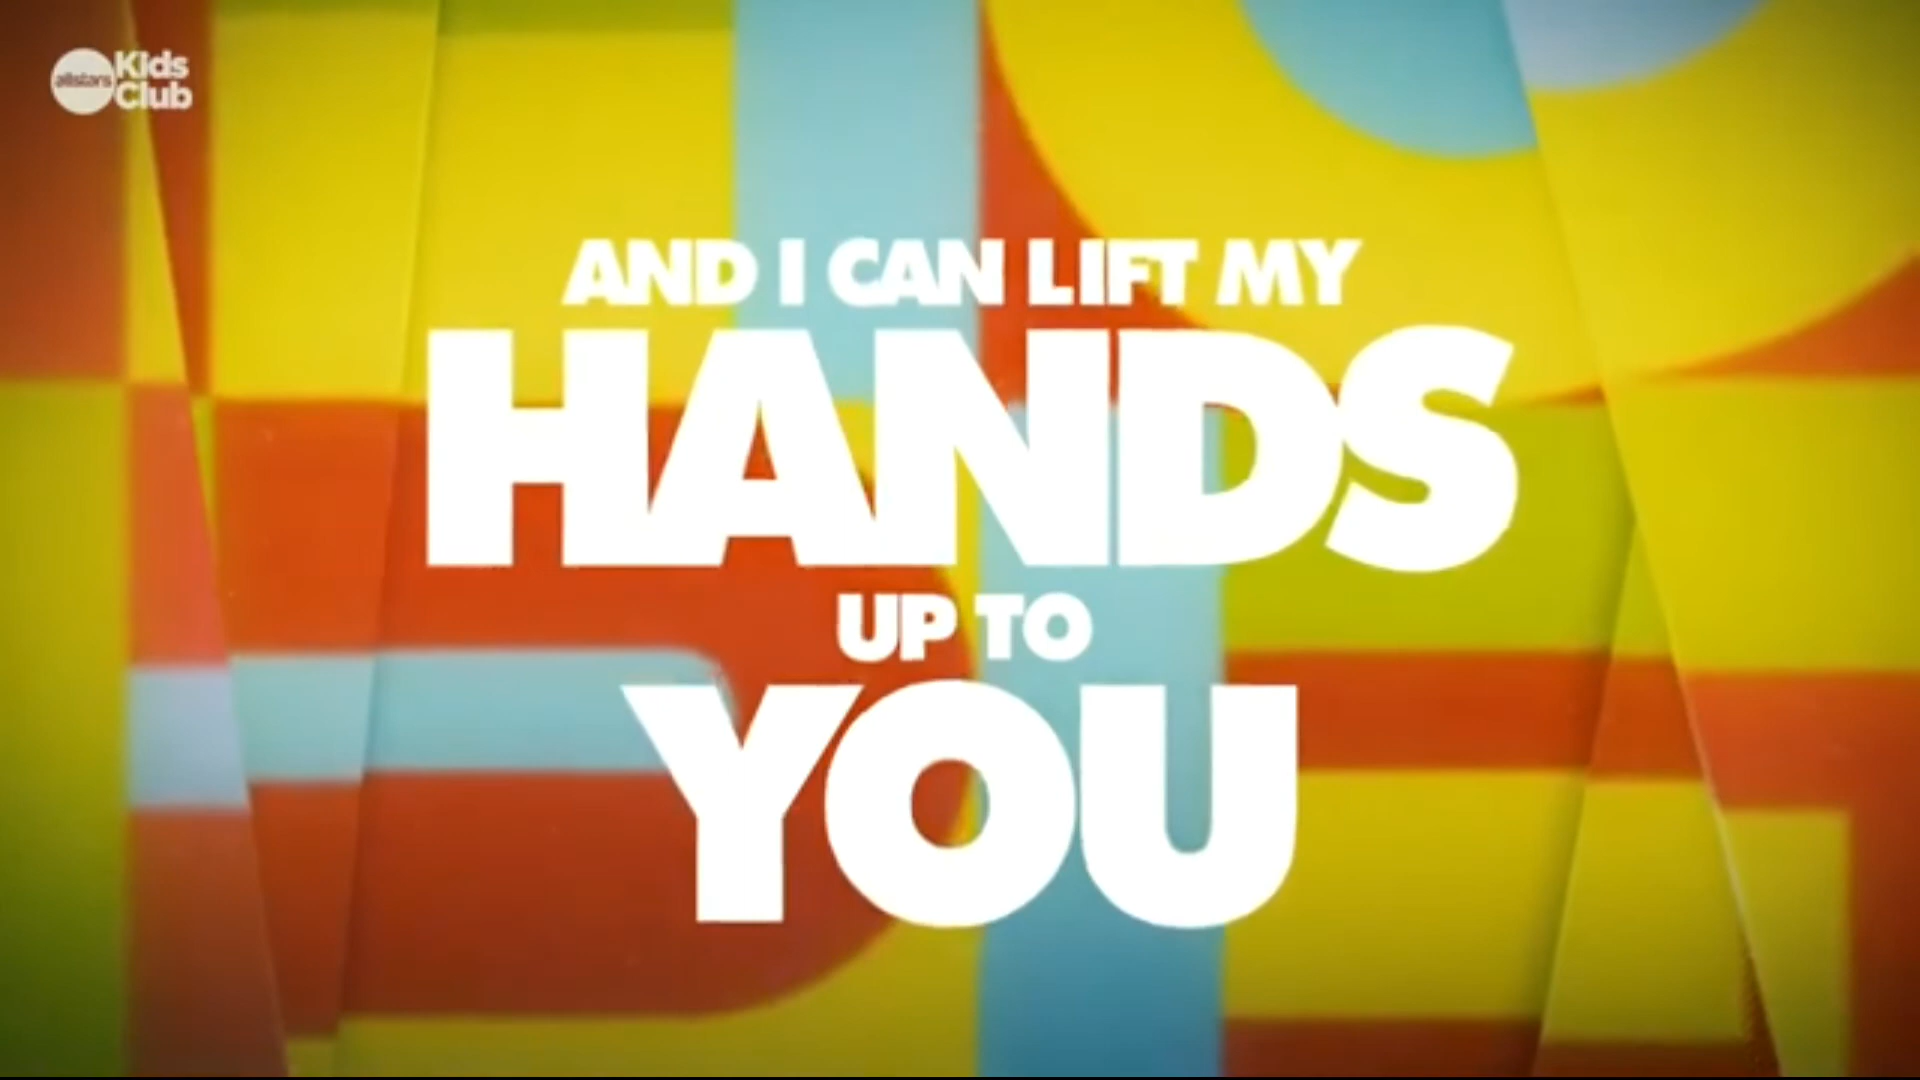 allstars
Kids
Club
AND I CAN LIFT MY
HANDS
UP TO
YOU